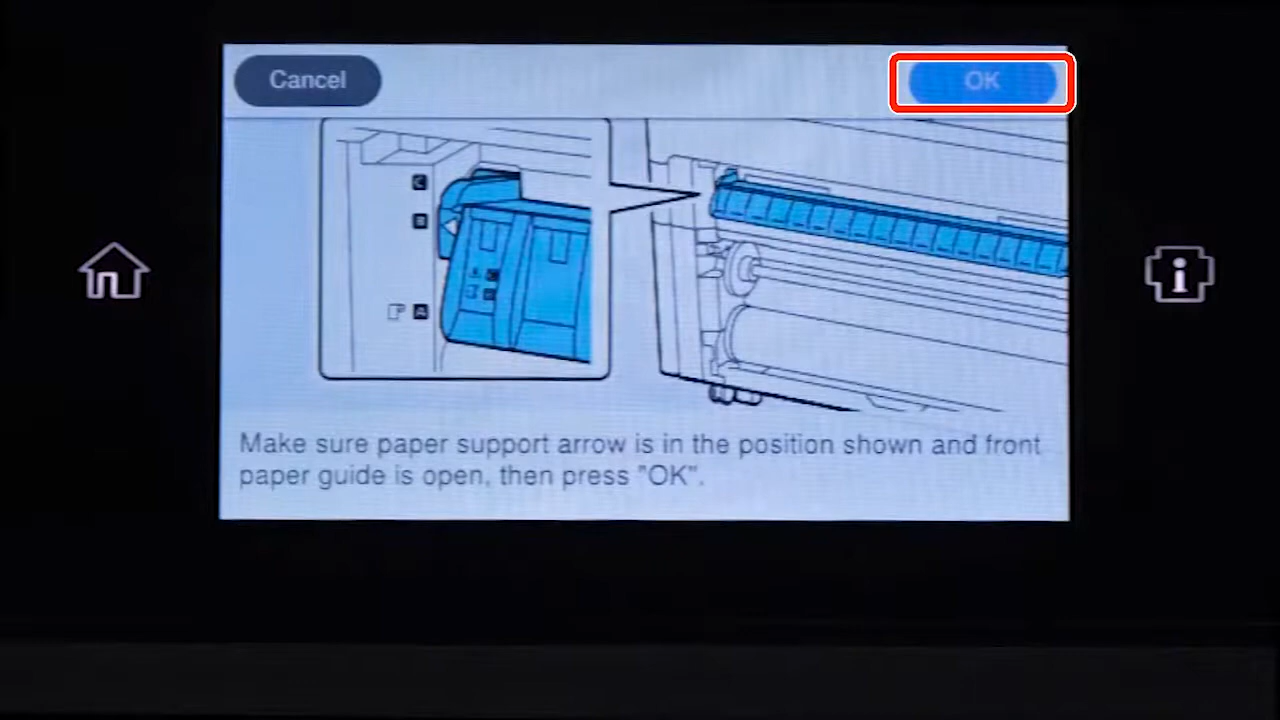 Cancel
OK
C
B
A
Make sure paper support arrow is in the position shown and front
paper guide is open, then press "OK".